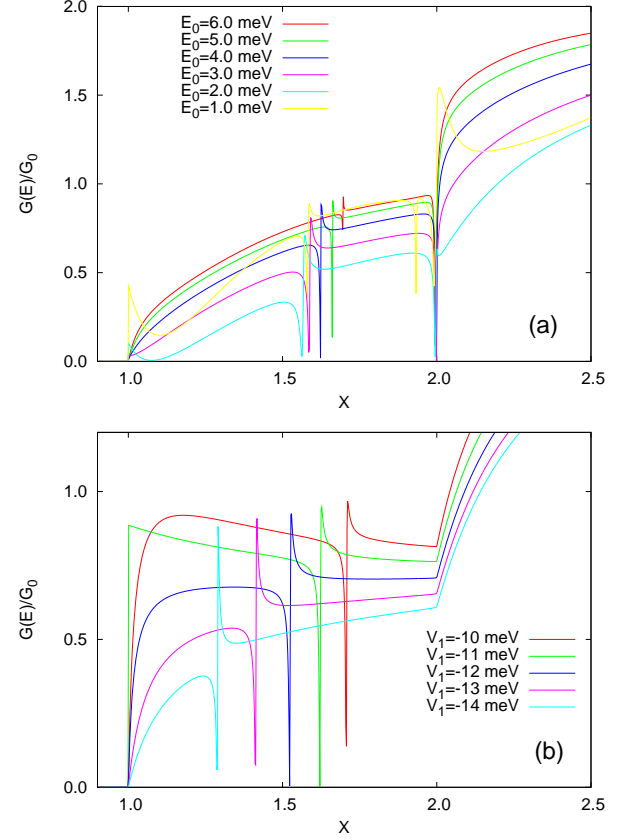 2.0
E0=6.0 meV
E0=5.0 meV
E0=4.0 meV
E0=3.0 meV
E0=2.0 meV
E0=1.0 meV
1.5
G(E)/G0
1.0
0.5
(a)
0.0
1.0 1.5 2.0 2.5
X
1.0
G(E)/G0
0.5
V1=-10 meV
V1=-11 meV
V1=-12 meV
V1=-13 meV
V1=-14 meV
(b)
0.0
1.0 1.5 2.0 2.5
X